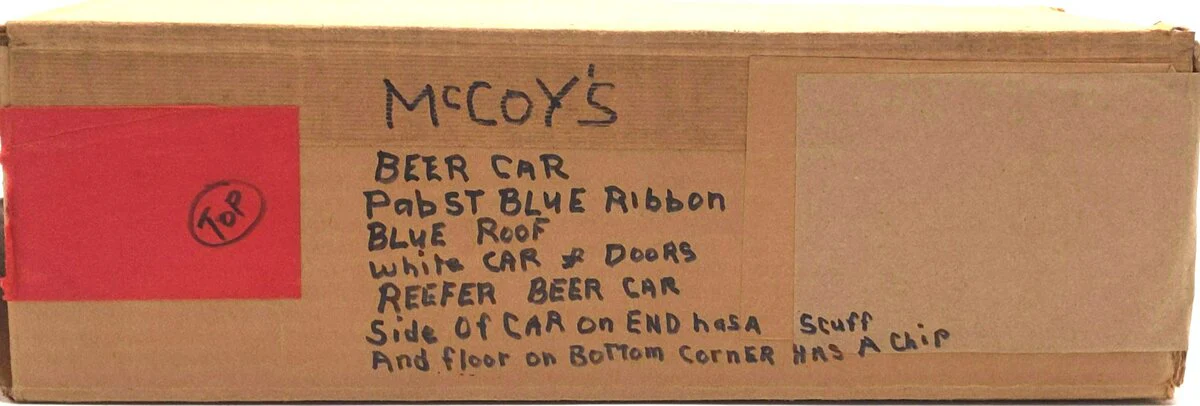 McCOY'S
TOP
BEER CAR
PabST BLUE Ribbon
BLUE ROOF
white CAR & DOORS
REEFER BEER CAR
Side Of CAR on END hasA Scuff
And floor on BoTTom CorNER HAS A Chip